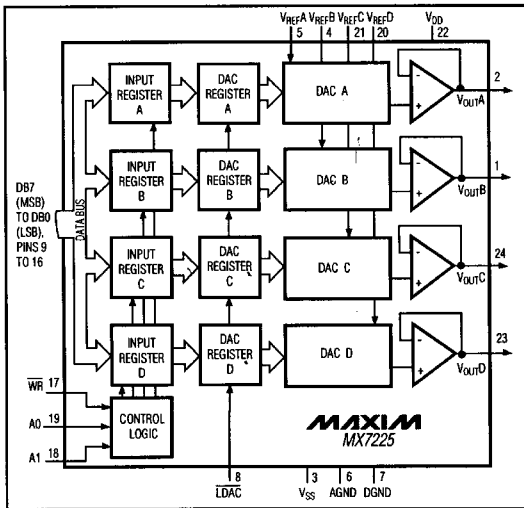 VREFA VREFB VREFC VREFD VDD
5 4 21 20 22
INPUT REGISTER A
DAC REGISTER A
DAC A
2
VOUTA
INPUT REGISTER B
DAC REGISTER B
DAC B
1
VOUTB
DB7
(MSB)
TO DB0
(LSB),
PINS 9
TO 16
DATA BUS
INPUT REGISTER C
DAC REGISTER C
DAC C
24
VOUTC
INPUT REGISTER D
DAC REGISTER D
DAC D
23
VOUTD
W̅R̅ 17
A0 19
A1 18
CONTROL LOGIC
MAXIM
MX7225
8 3 6 7
L̅D̅A̅C̅ VSS AGND DGND